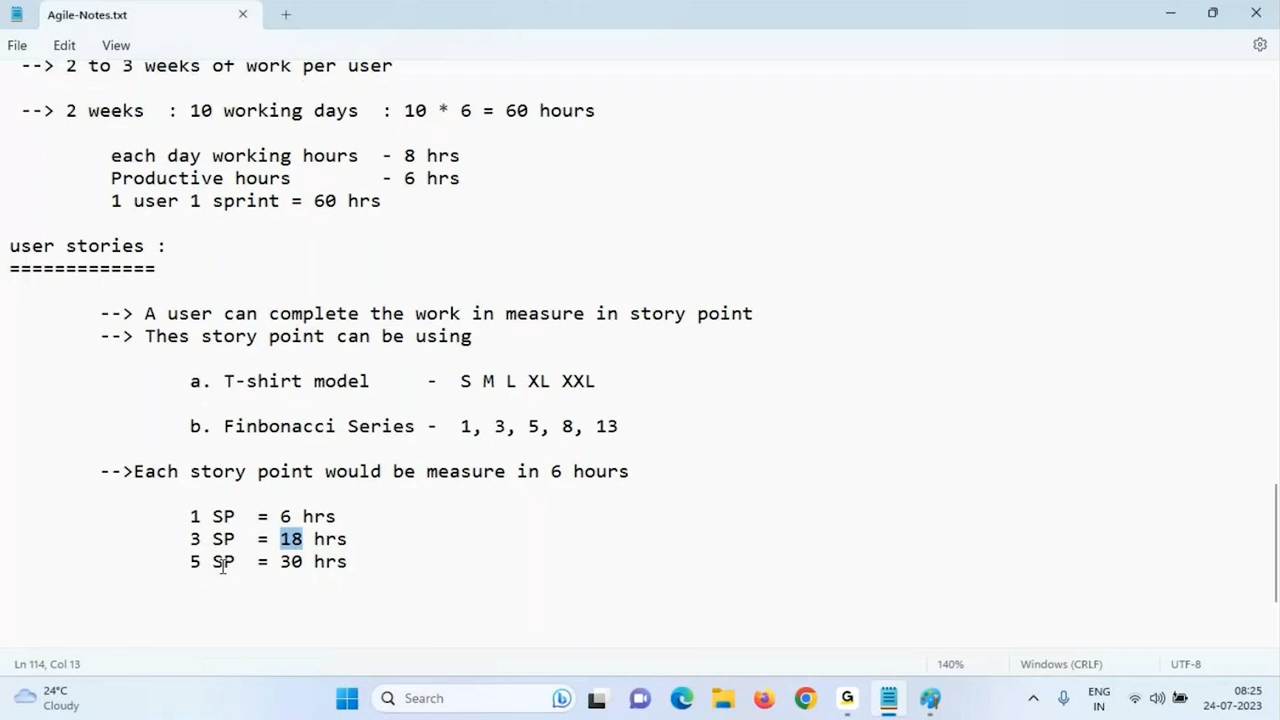 Agile-Notes.txt
File Edit View
--> 2 to 3 weeks of work per user
--> 2 weeks : 10 working days : 10 * 6 = 60 hours
each day working hours - 8 hrs
Productive hours - 6 hrs
1 user 1 sprint = 60 hrs
user stories :
=============
--> A user can complete the work in measure in story point
--> Thes story point can be using
a. T-shirt model - S M L XL XXL
b. Finbonacci Series - 1, 3, 5, 8, 13
-->Each story point would be measure in 6 hours
1 SP = 6 hrs
3 SP = 18 hrs
5 SP = 30 hrs
Ln 114, Col 13 140% Windows (CRLF) UTF-8
24°C
Cloudy
Search
G
ENG
IN
08:25
24-07-2023